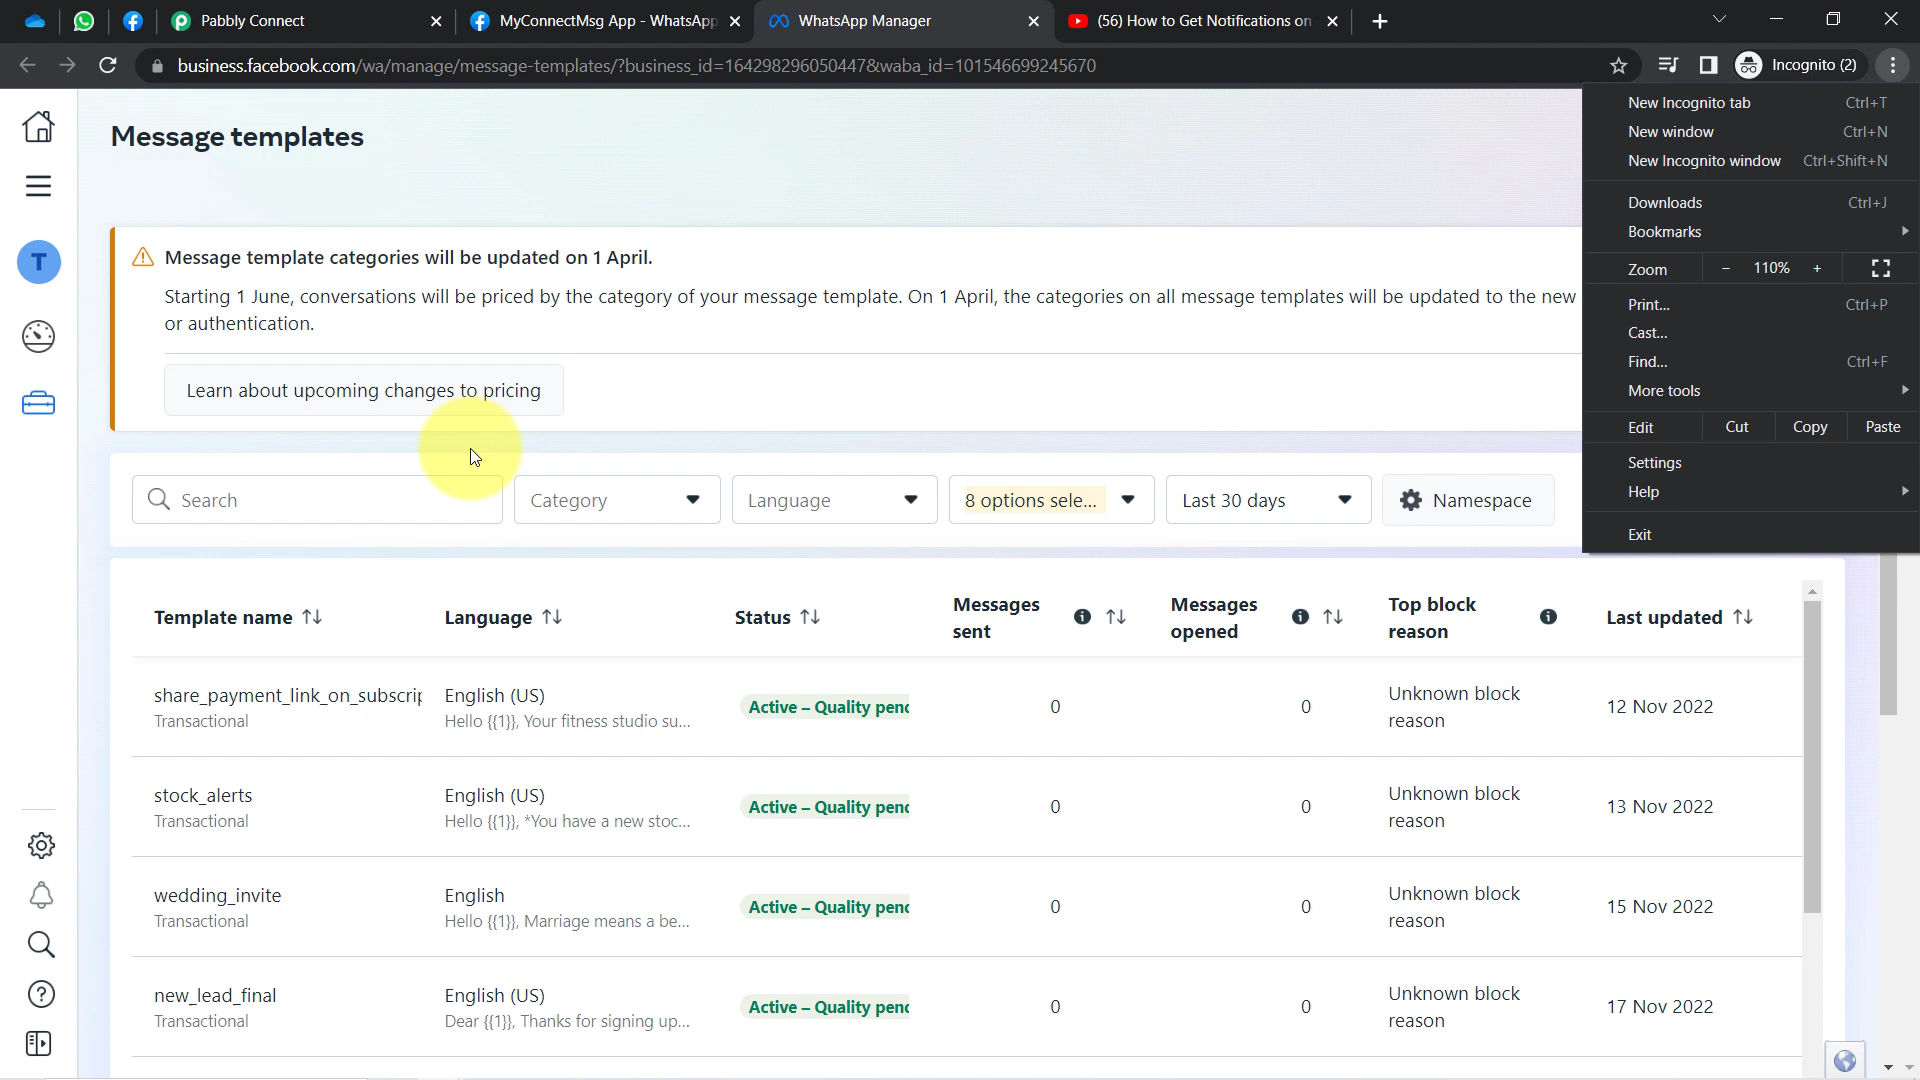 Pabbly Connect
MyConnectMsg App - WhatsApp
WhatsApp Manager
(56) How to Get Notifications on
business.facebook.com/wa/manage/message-templates/?business_id=164298296050447&waba_id=101546699245670
Incognito (2)
New Incognito tab Ctrl+T
New window Ctrl+N
New Incognito window Ctrl+Shift+N
Downloads Ctrl+J
Bookmarks
Zoom - 110% +
Print... Ctrl+P
Cast...
Find... Ctrl+F
More tools
Edit Cut Copy Paste
Settings
Help
Exit
T
Message templates
Message template categories will be updated on 1 April.
Starting 1 June, conversations will be priced by the category of your message template. On 1 April, the categories on all message templates will be updated to the new
or authentication.
Learn about upcoming changes to pricing
Search Category Language 8 options sele... Last 30 days Namespace
Template name Language Status Messages sent Messages opened Top block reason Last updated
share_payment_link_on_subscrip English (US) Active – Quality pend 0 0 Unknown block reason 12 Nov 2022
Transactional Hello {{1}}, Your fitness studio su...
stock_alerts English (US) Active – Quality pend 0 0 Unknown block reason 13 Nov 2022
Transactional Hello {{1}}, *You have a new stoc...
wedding_invite English Active – Quality pend 0 0 Unknown block reason 15 Nov 2022
Transactional Hello {{1}}, Marriage means a be...
new_lead_final English (US) Active – Quality pend 0 0 Unknown block reason 17 Nov 2022
Transactional Dear {{1}}, Thanks for signing up...